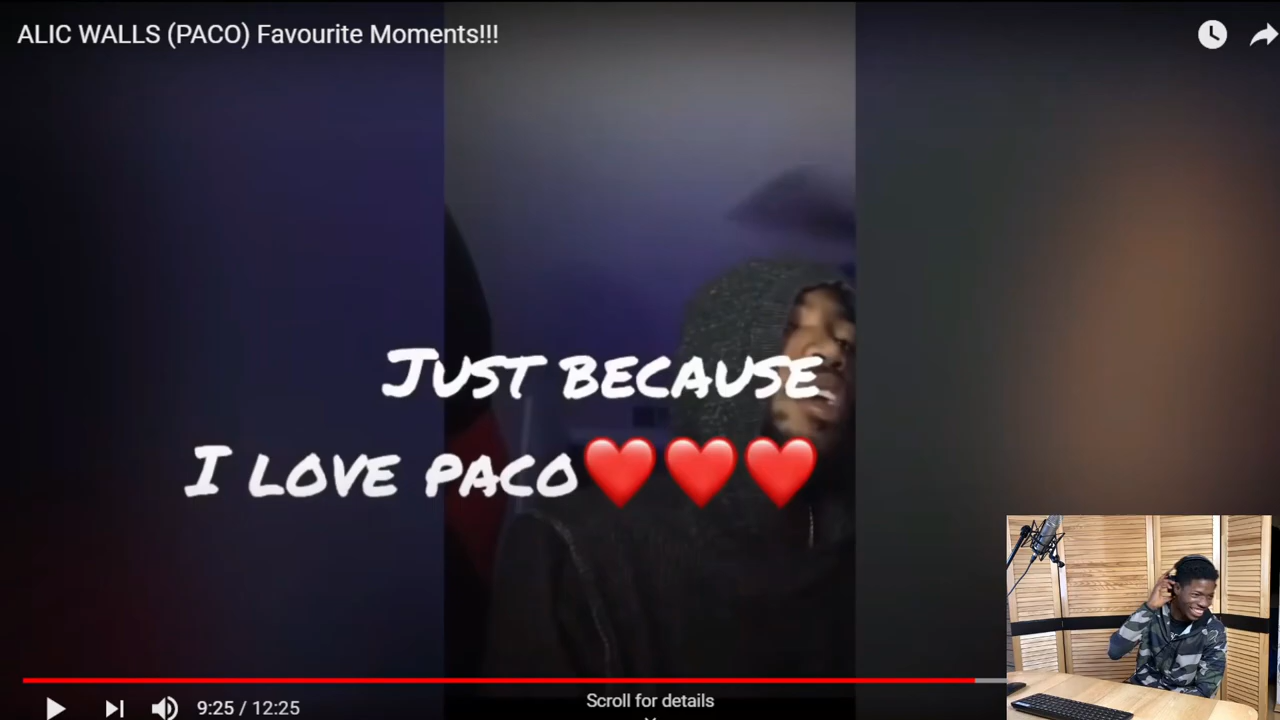 ALIC WALLS (PACO) Favourite Moments!!!
JUST BECAUSE
I LOVE PACO❤️❤️❤️
9:25 / 12:25
Scroll for details